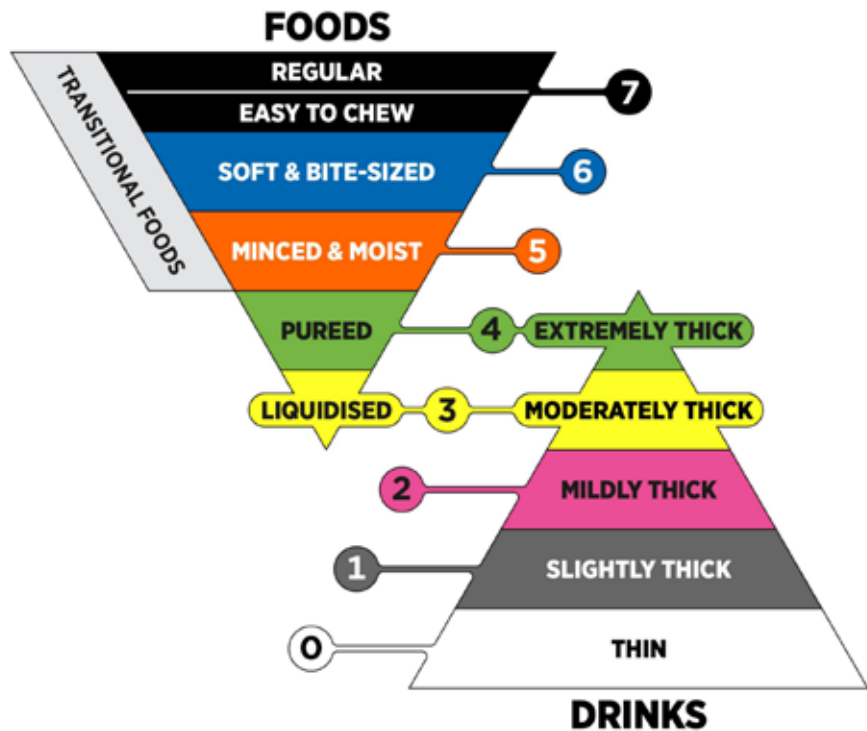 FOODS
TRANSITIONAL FOODS
REGULAR
7
EASY TO CHEW
SOFT & BITE-SIZED
6
MINCED & MOIST
5
PUREED
4
EXTREMELY THICK
LIQUIDISED
3
MODERATELY THICK
2
MILDLY THICK
1
SLIGHTLY THICK
0
THIN
DRINKS